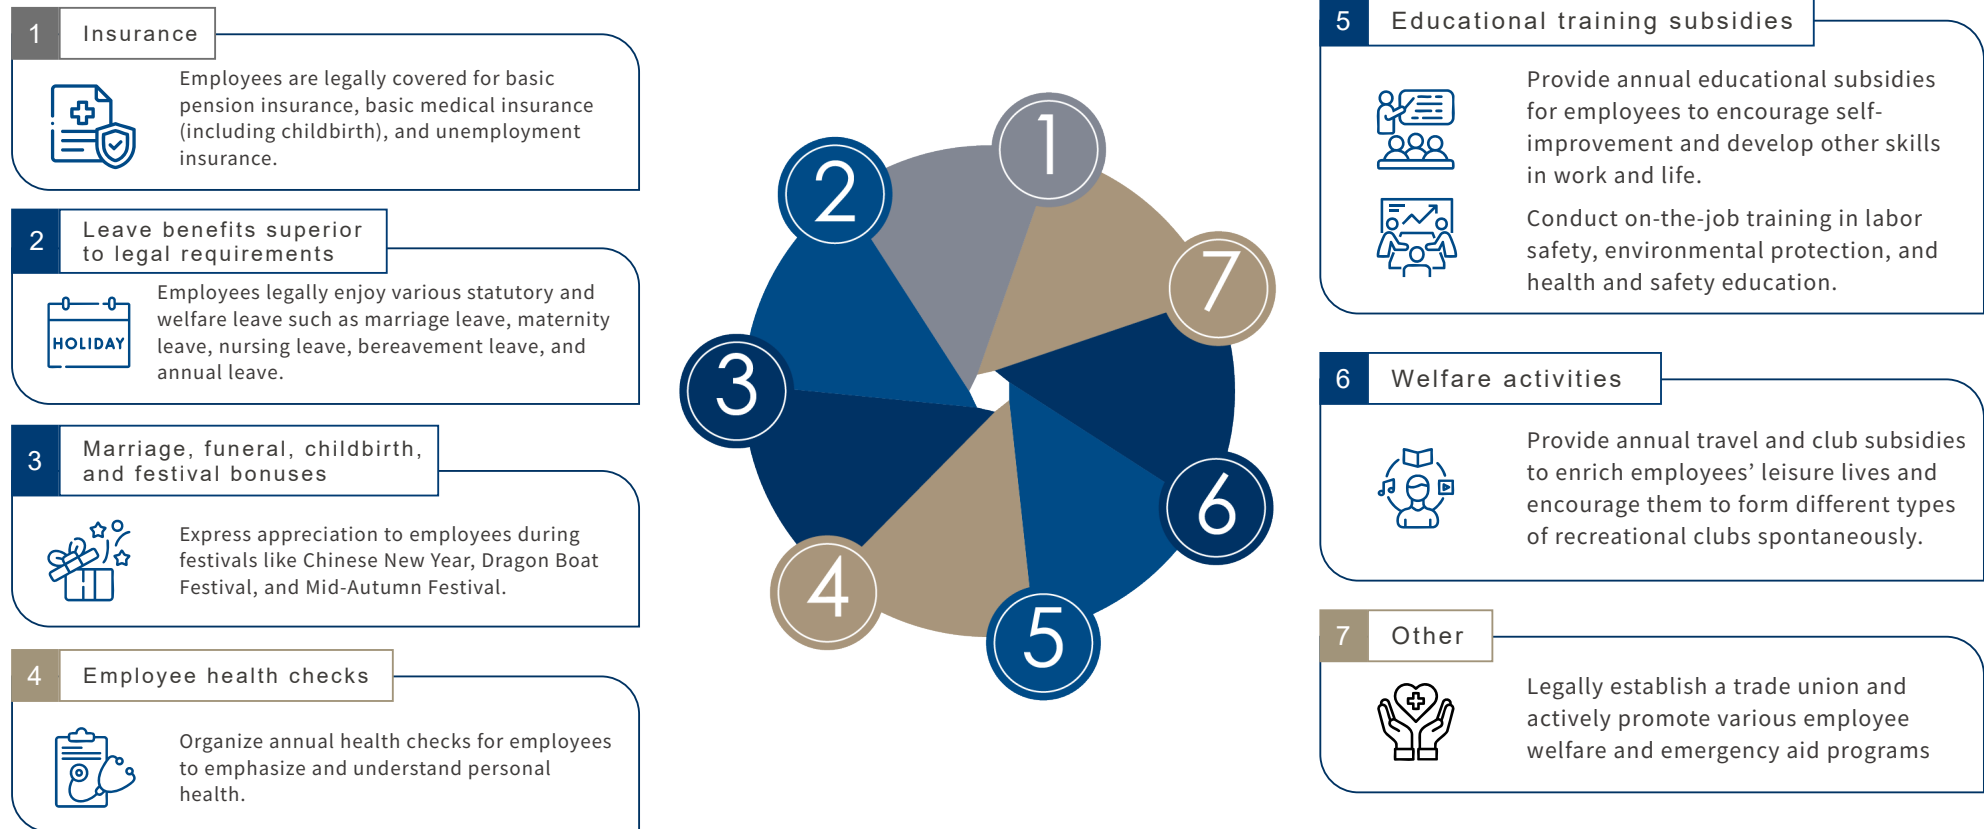 1 Insurance
Employees are legally covered for basic
pension insurance, basic medical insurance
(including childbirth), and unemployment
insurance.
2 Leave benefits superior
to legal requirements
HOLIDAY
Employees legally enjoy various statutory and
welfare leave such as marriage leave, maternity
leave, nursing leave, bereavement leave, and
annual leave.
3 Marriage, funeral, childbirth,
and festival bonuses
Express appreciation to employees during
festivals like Chinese New Year, Dragon Boat
Festival, and Mid-Autumn Festival.
4 Employee health checks
Organize annual health checks for employees
to emphasize and understand personal
health.
1
2
3
4
5
6
7
5 Educational training subsidies
Provide annual educational subsidies
for employees to encourage self-
improvement and develop other skills
in work and life.
Conduct on-the-job training in labor
safety, environmental protection, and
health and safety education.
6 Welfare activities
Provide annual travel and club subsidies
to enrich employees’ leisure lives and
encourage them to form different types
of recreational clubs spontaneously.
7 Other
Legally establish a trade union and
actively promote various employee
welfare and emergency aid programs